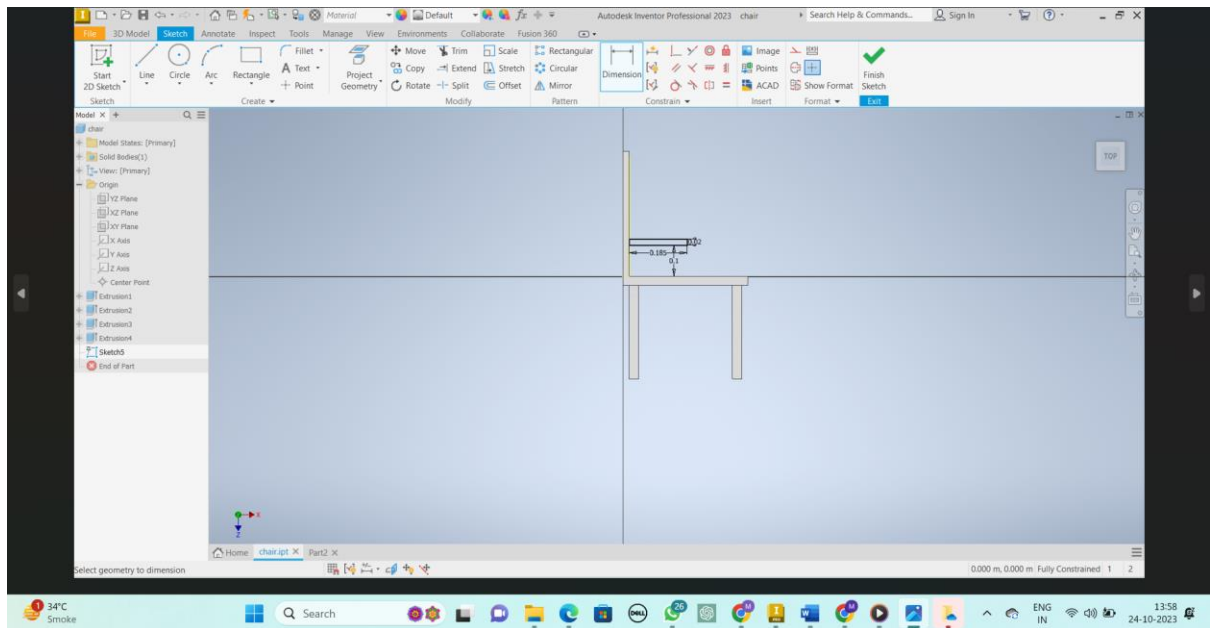 Material
Default
Autodesk Inventor Professional 2023 chair
Search Help & Commands...
Sign In
File 3D Model Sketch Annotate Inspect Tools Manage View Environments Collaborate Fusion 360
Start
2D Sketch
Line
Circle
Arc
Rectangle
Fillet
A Text
Point
Project
Geometry
Move
Trim
Scale
Copy
Extend
Stretch
Rotate
Split
Offset
Rectangular
Circular
Mirror
Dimension
Image
Points
ACAD
Show Format
Finish
Sketch
Sketch
Create
Modify
Pattern
Constrain
Insert
Format
Exit
Model
chair
Model States: [Primary]
Solid Bodies(1)
View: [Primary]
Origin
YZ Plane
XZ Plane
XY Plane
X Axis
Y Axis
Z Axis
Center Point
Extrusion1
Extrusion2
Extrusion3
Extrusion4
Sketch5
End of Part
TOP
0.02
0.185
0.1
X
Z
Home chair.ipt Part2
Select geometry to dimension
0.000 m, 0.000 m Fully Constrained 1 2
1
34°C
Smoke
Search
DELL
26
ENG
IN
13:58
24-10-2023